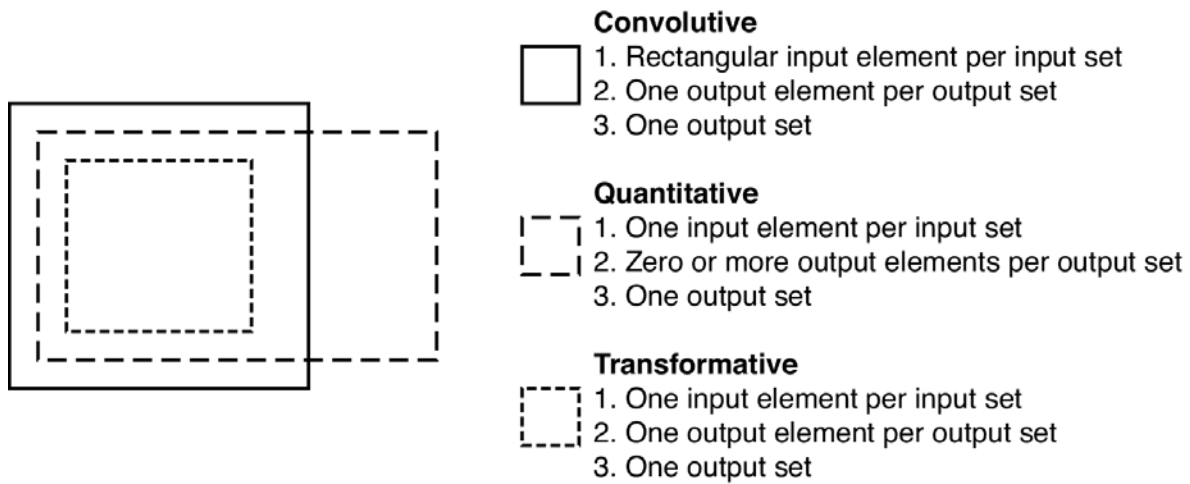 Convolutive
1. Rectangular input element per input set
2. One output element per output set
3. One output set
Quantitative
1. One input element per input set
2. Zero or more output elements per output set
3. One output set
Transformative
1. One input element per input set
2. One output element per output set
3. One output set